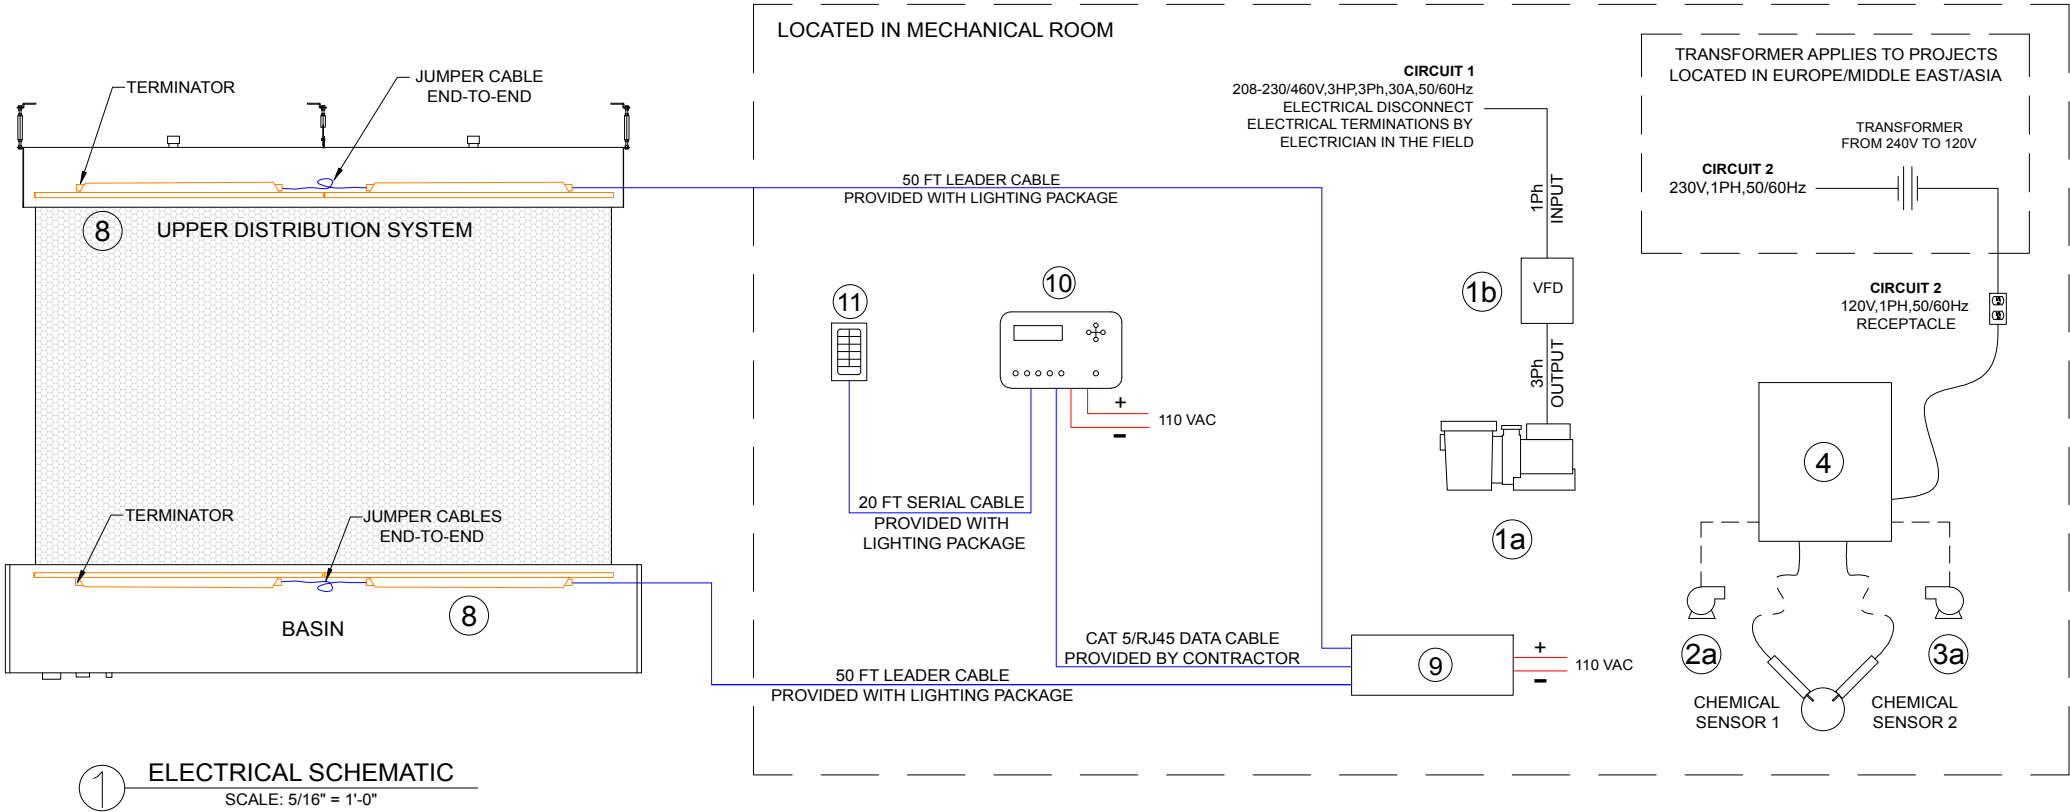 LOCATED IN MECHANICAL ROOM
TERMINATOR
JUMPER CABLE
END-TO-END
8
UPPER DISTRIBUTION SYSTEM
50 FT LEADER CABLE
PROVIDED WITH LIGHTING PACKAGE
CIRCUIT 1
208-230/460V,3HP,3Ph,30A,50/60Hz
ELECTRICAL DISCONNECT
ELECTRICAL TERMINATIONS BY
ELECTRICIAN IN THE FIELD
1Ph
INPUT
1b
VFD
3Ph
OUTPUT
1a
TRANSFORMER APPLIES TO PROJECTS
LOCATED IN EUROPE/MIDDLE EAST/ASIA
TRANSFORMER
FROM 240V TO 120V
CIRCUIT 2
230V,1PH,50/60Hz
CIRCUIT 2
120V,1PH,50/60Hz
RECEPTACLE
11
10
+
110 VAC
-
20 FT SERIAL CABLE
PROVIDED WITH
LIGHTING PACKAGE
4
TERMINATOR
JUMPER CABLES
END-TO-END
8
BASIN
CAT 5/RJ45 DATA CABLE
PROVIDED BY CONTRACTOR
50 FT LEADER CABLE
PROVIDED WITH LIGHTING PACKAGE
9
+
110 VAC
-
2a
3a
CHEMICAL
SENSOR 1
CHEMICAL
SENSOR 2
1
ELECTRICAL SCHEMATIC
SCALE: 5/16" = 1'-0"